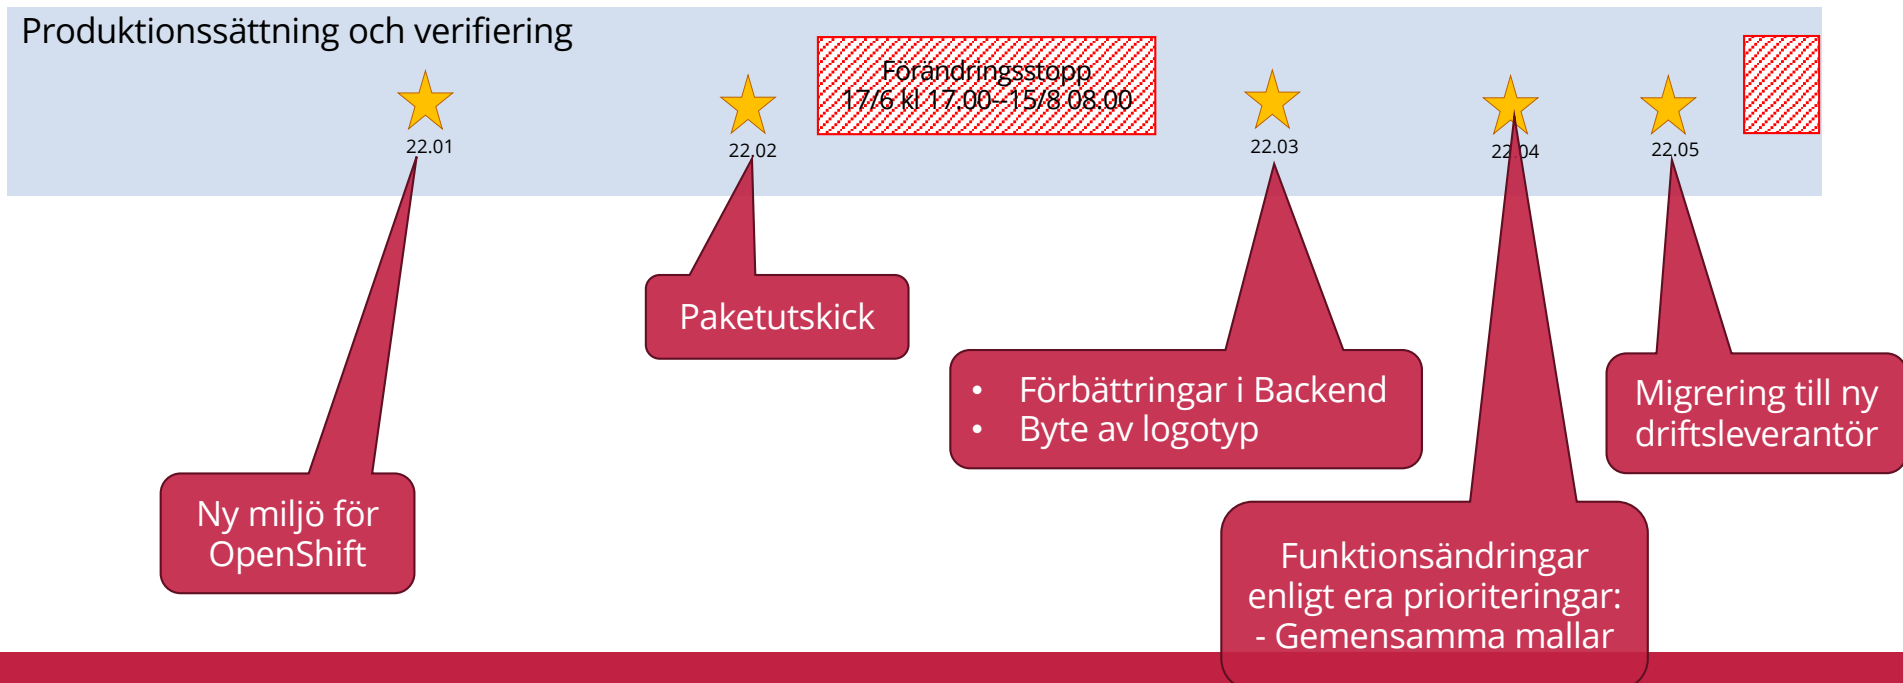 Produktionssättning och verifiering
Förändringsstopp
17/6 kl 17.00--15/8 08.00
22.01
22.02
22.03
22.04
22.05
Paketutskick
• Förbättringar i Backend
• Byte av logotyp
Migrering till ny
driftsleverantör
Ny miljö för
OpenShift
Funktionsändringar
enligt era prioriteringar:
- Gemensamma mallar